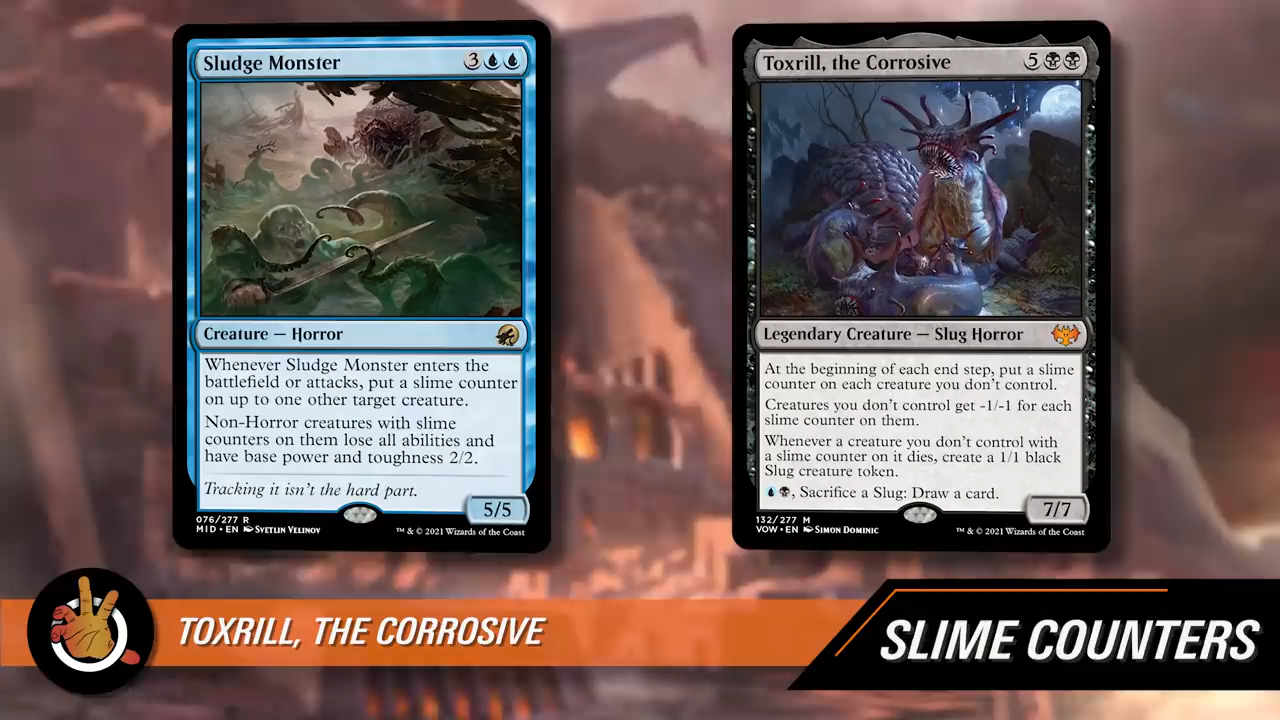 Sludge Monster 3
Creature — Horror
Whenever Sludge Monster enters the
battlefield or attacks, put a slime counter
on up to one other target creature.
Non-Horror creatures with slime
counters on them lose all abilities and
have base power and toughness 2/2.
Tracking it isn't the hard part.
5/5
076/277 R
MID • EN SVETLIN VELINOV
™ & © 2021 Wizards of the Coast
Toxrill, the Corrosive 5
Legendary Creature — Slug Horror
At the beginning of each end step, put a slime
counter on each creature you don't control.
Creatures you don't control get -1/-1 for each
slime counter on them.
Whenever a creature you don't control with
a slime counter on it dies, create a 1/1 black
Slug creature token.
, Sacrifice a Slug: Draw a card.
7/7
132/277 M
VOW • EN SIMON DOMINIC
™ & © 2021 Wizards of the Coast
TOXRILL, THE CORROSIVE
SLIME COUNTERS